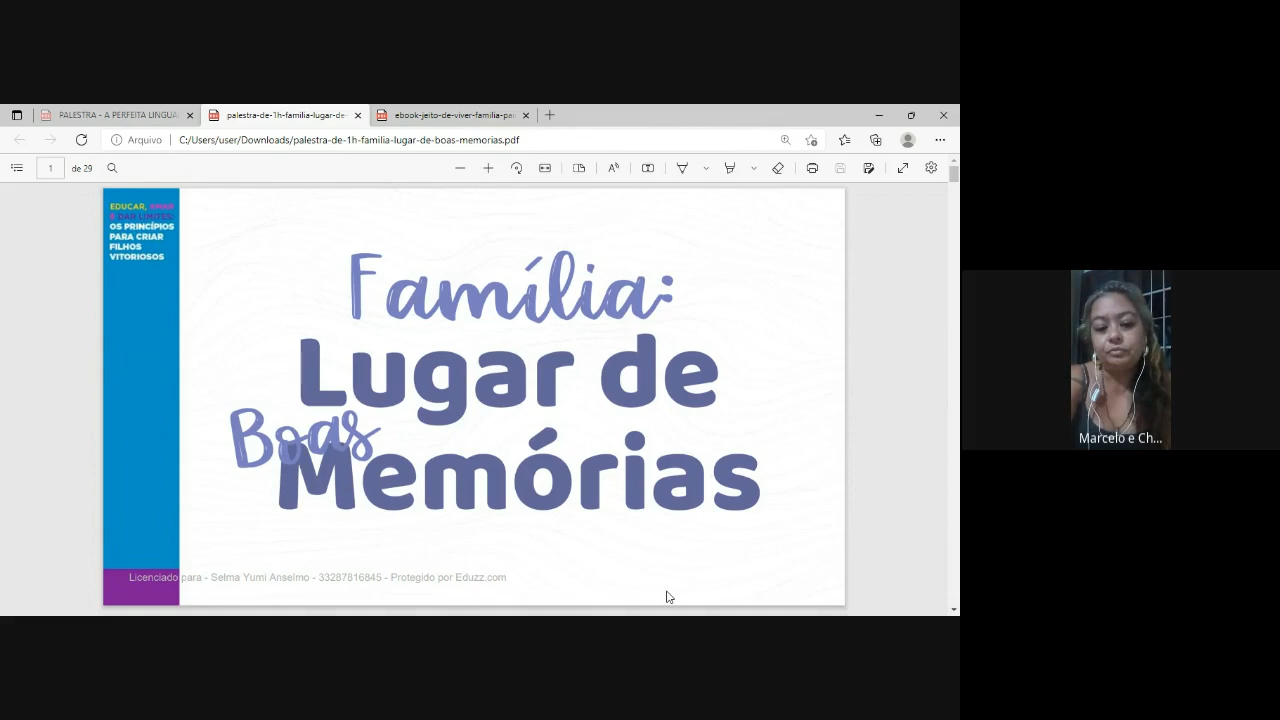 PALESTRA - A PERFEITA LINGUA
palestra-de-1h-familia-lugar-de-
ebook-jeito-de-viver-familia-pa
Arquivo
C:/Users/user/Downloads/palestra-de-1h-familia-lugar-de-boas-memorias.pdf
1 de 29
EDUCAR, AMAR
E DAR LIMITES:
OS PRINCÍPIOS
PARA CRIAR
FILHOS
VITORIOSOS
Família:
Lugar de
Boas
Memórias
Licenciado para - Selma Yumi Anselmo - 33287816845 - Protegido por Eduzz.com
Marcelo e Ch...